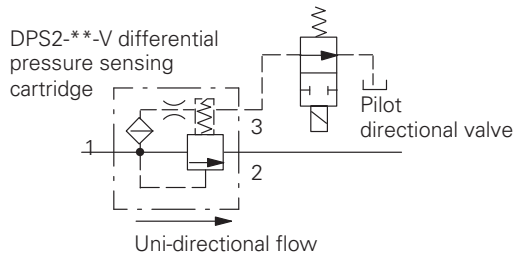 DPS2-**-V differential
pressure sensing
cartridge
3
Pilot
directional valve
1
2
Uni-directional flow